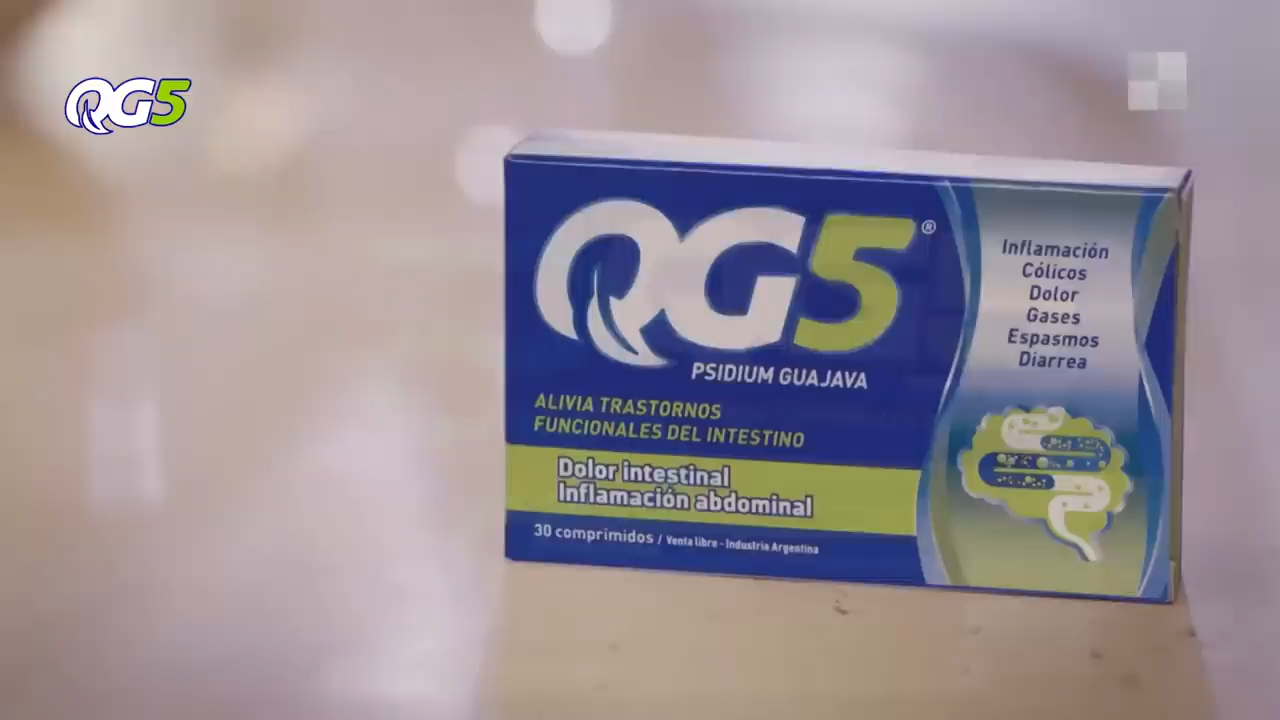 QG5
QG5®
PSIDIUM GUAJAVA
ALIVIA TRASTORNOS
FUNCIONALES DEL INTESTINO
Dolor intestinal
Inflamación abdominal
30 comprimidos / Venta libre - Industria Argentina
Inflamación
Cólicos
Dolor
Gases
Espasmos
Diarrea